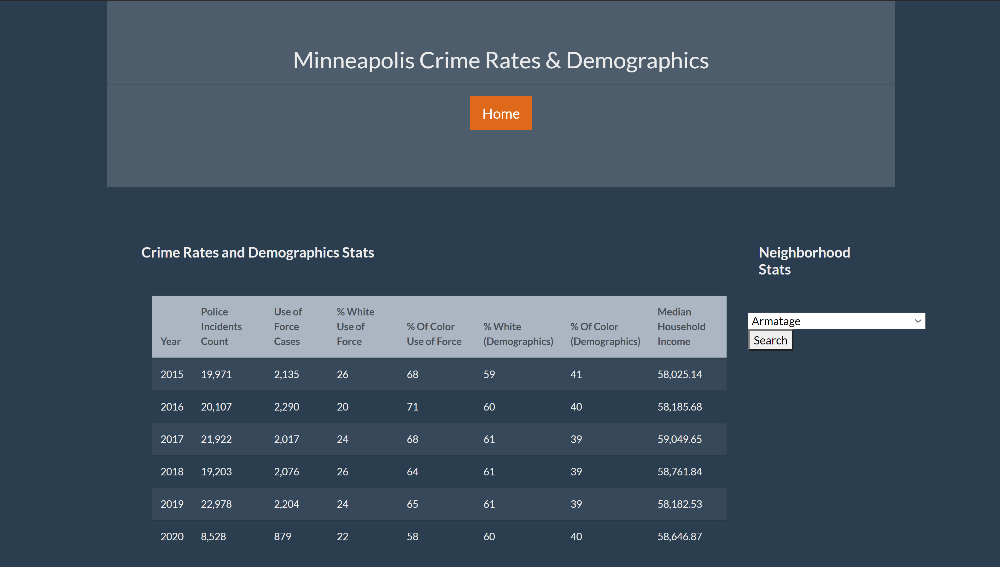 Minneapolis Crime Rates & Demographics
Home
Crime Rates and Demographics Stats
Neighborhood
Stats
Year Police Incidents Count Use of Force Cases % White Use of Force % Of Color Use of Force % White (Demographics) % Of Color (Demographics) Median Household Income
Armatage
Search
2015 19,971 2,135 26 68 59 41 58,025.14
2016 20,107 2,290 20 71 60 40 58,185.68
2017 21,922 2,017 24 68 61 39 59,049.65
2018 19,203 2,076 26 64 61 39 58,761.84
2019 22,978 2,204 24 65 61 39 58,182.53
2020 8,528 879 22 58 60 40 58,646.87